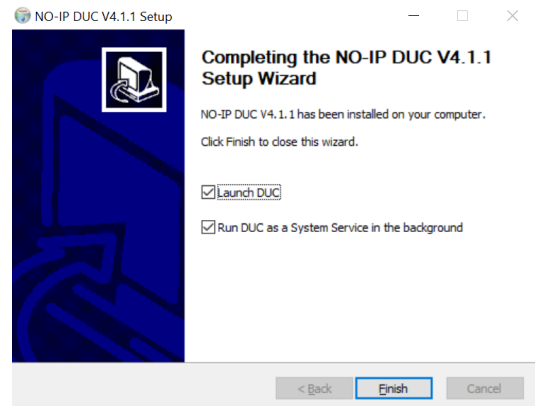 NO-IP DUC V4.1.1 Setup
Completing the NO-IP DUC V4.1.1
Setup Wizard
NO-IP DUC V4.1.1 has been installed on your computer.
Click Finish to close this wizard.
Launch DUC
Run DUC as a System Service in the background
< Back
Finish
Cancel